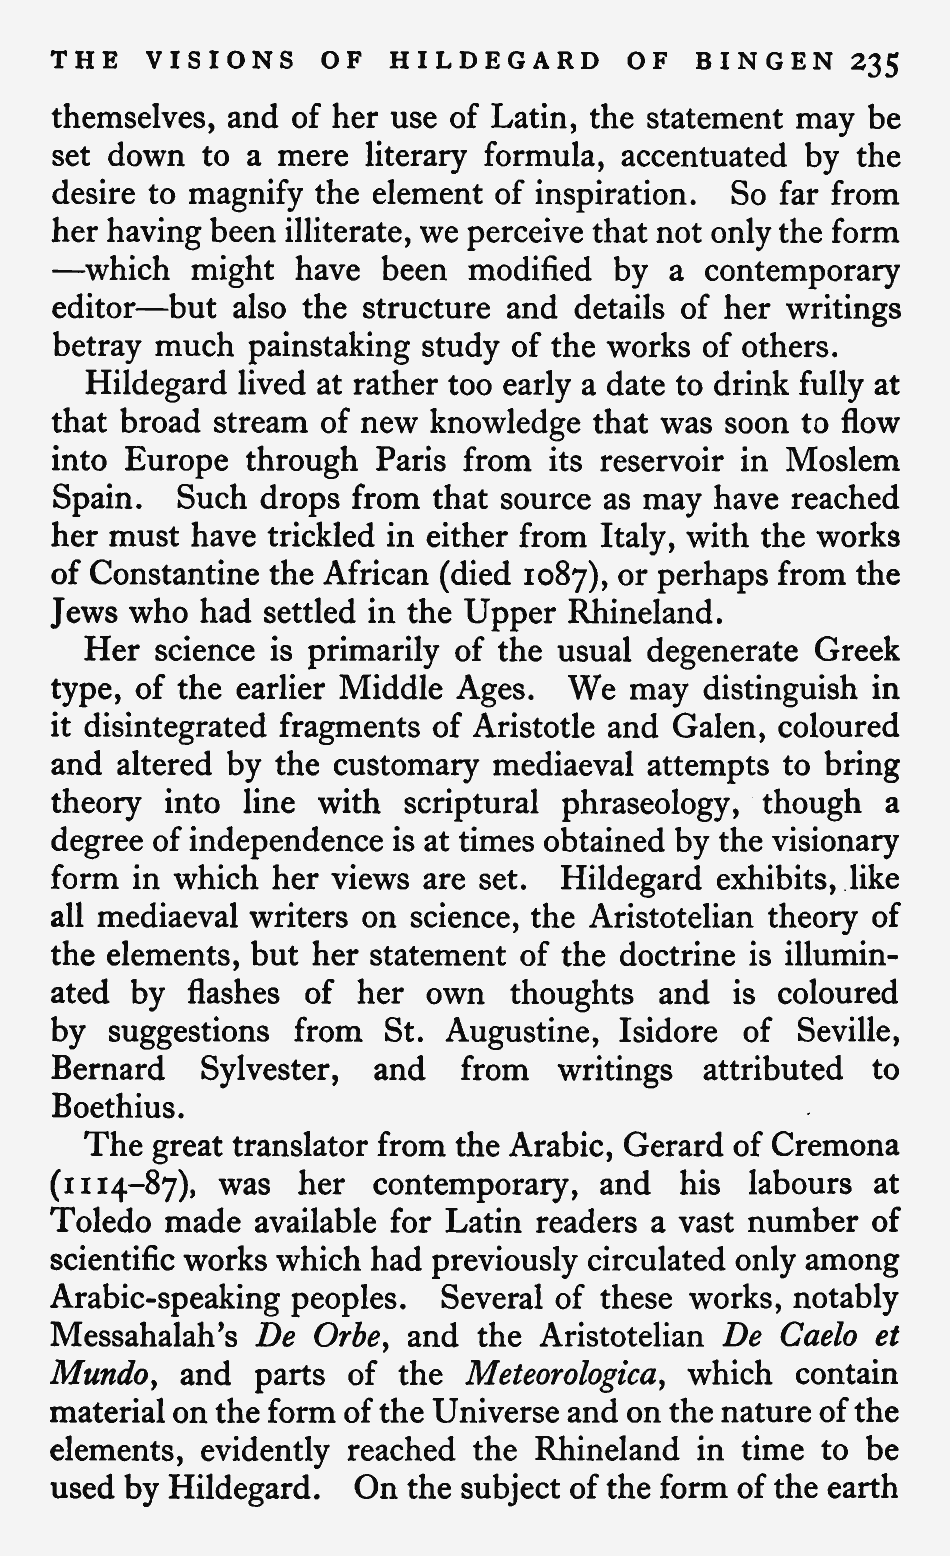 THE VISIONS OF HILDEGARD OF BINGEN 235
themselves, and of her use of Latin, the statement may be
set down to a mere literary formula, accentuated by the
desire to magnify the element of inspiration. So far from
her having been illiterate, we perceive that not only the form
—which might have been modified by a contemporary
editor—but also the structure and details of her writings
betray much painstaking study of the works of others.
Hildegard lived at rather too early a date to drink fully at
that broad stream of new knowledge that was soon to flow
into Europe through Paris from its reservoir in Moslem
Spain. Such drops from that source as may have reached
her must have trickled in either from Italy, with the works
of Constantine the African (died 1087), or perhaps from the
Jews who had settled in the Upper Rhineland.
Her science is primarily of the usual degenerate Greek
type, of the earlier Middle Ages. We may distinguish in
it disintegrated fragments of Aristotle and Galen, coloured
and altered by the customary mediaeval attempts to bring
theory into line with scriptural phraseology, though a
degree of independence is at times obtained by the visionary
form in which her views are set. Hildegard exhibits, like
all mediaeval writers on science, the Aristotelian theory of
the elements, but her statement of the doctrine is illumin-
ated by flashes of her own thoughts and is coloured
by suggestions from St. Augustine, Isidore of Seville,
Bernard Sylvester, and from writings attributed to
Boethius.
The great translator from the Arabic, Gerard of Cremona
(1114–87), was her contemporary, and his labours at
Toledo made available for Latin readers a vast number of
scientific works which had previously circulated only among
Arabic-speaking peoples. Several of these works, notably
Messahalah's De Orbe, and the Aristotelian De Caelo et
Mundo, and parts of the Meteorologica, which contain
material on the form of the Universe and on the nature of the
elements, evidently reached the Rhineland in time to be
used by Hildegard. On the subject of the form of the earth